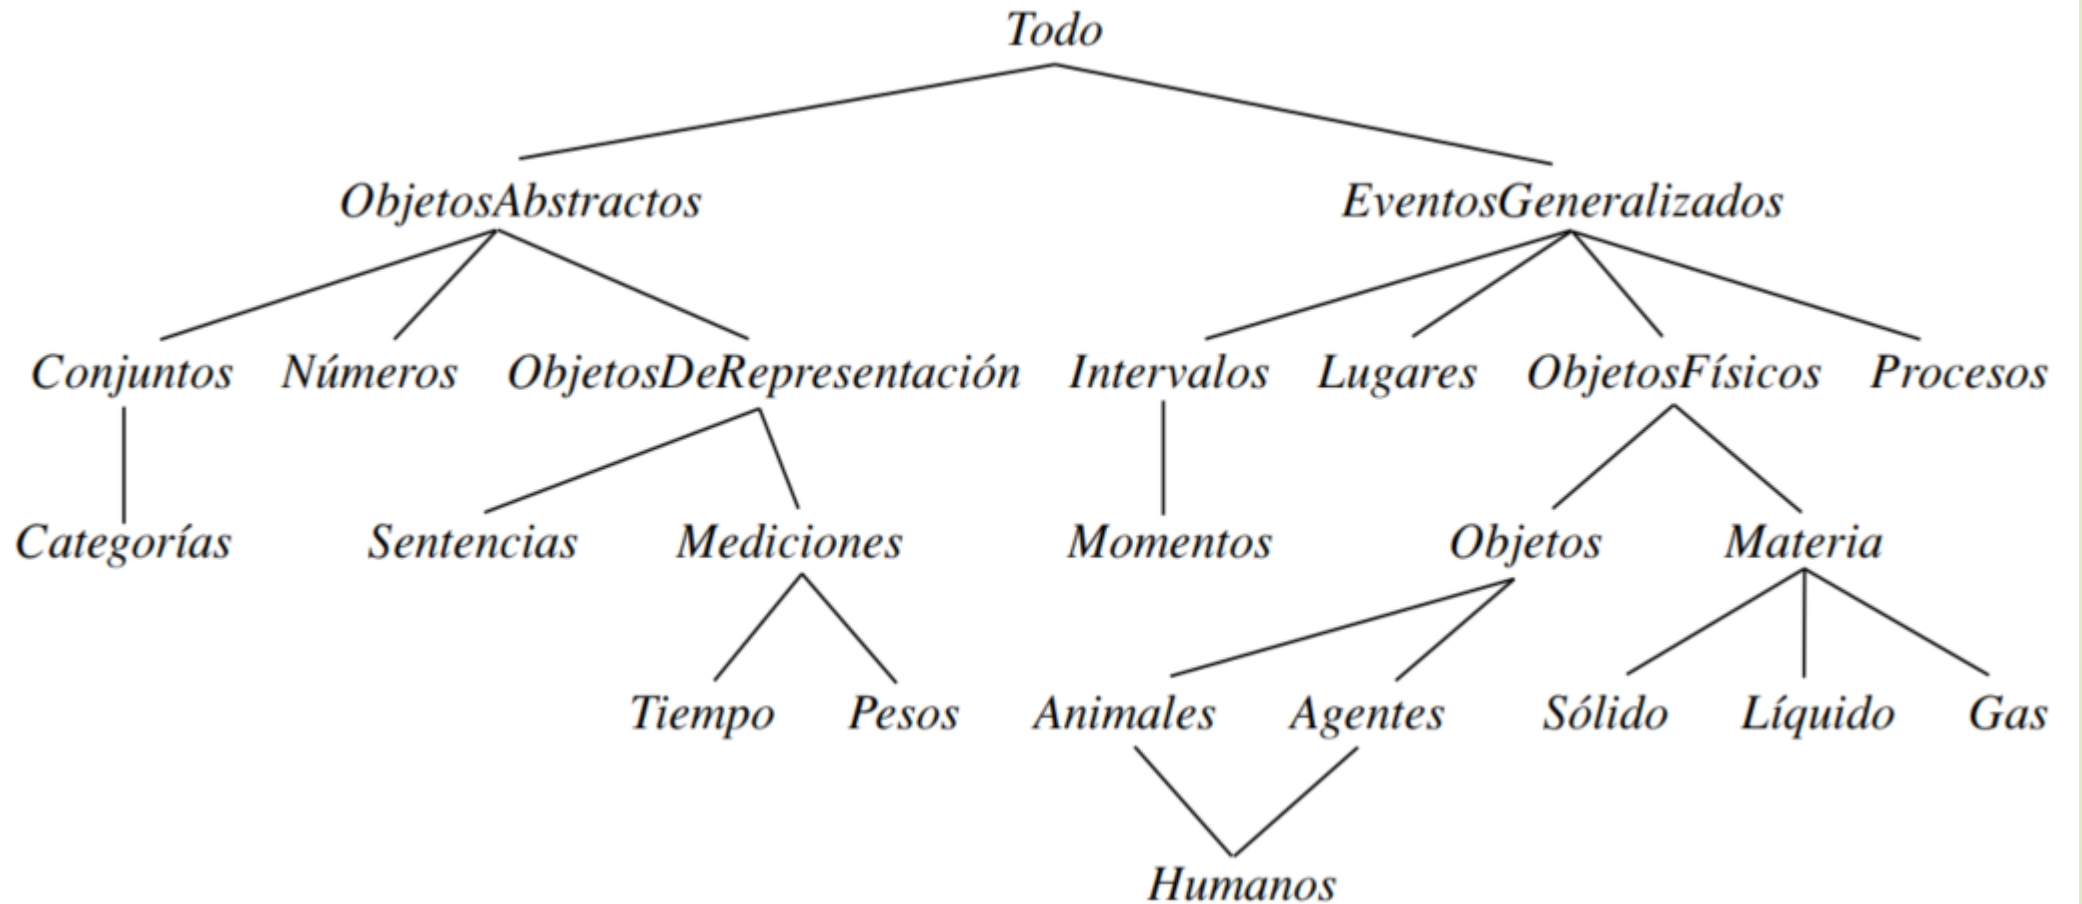 Todo
ObjetosAbstractos EventosGeneralizados
Conjuntos Números ObjetosDeRepresentación Intervalos Lugares ObjetosFísicos Procesos
Categorías Sentencias Mediciones Momentos Objetos Materia
Tiempo Pesos Animales Agentes Sólido Líquido Gas
Humanos